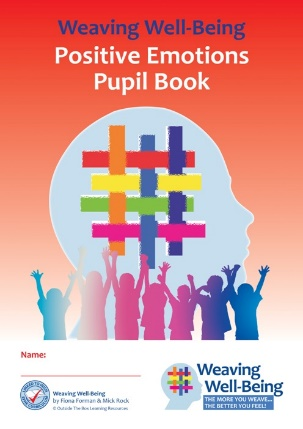 Weaving Well-Being
Positive Emotions
Pupil Book
Name:
Weaving Well-Being
by Fiona Forman & Mick Rock
© Outside The Box Learning Resources
Weaving
Well-Being
THE MORE YOU WEAVE...
THE BETTER YOU FEEL!